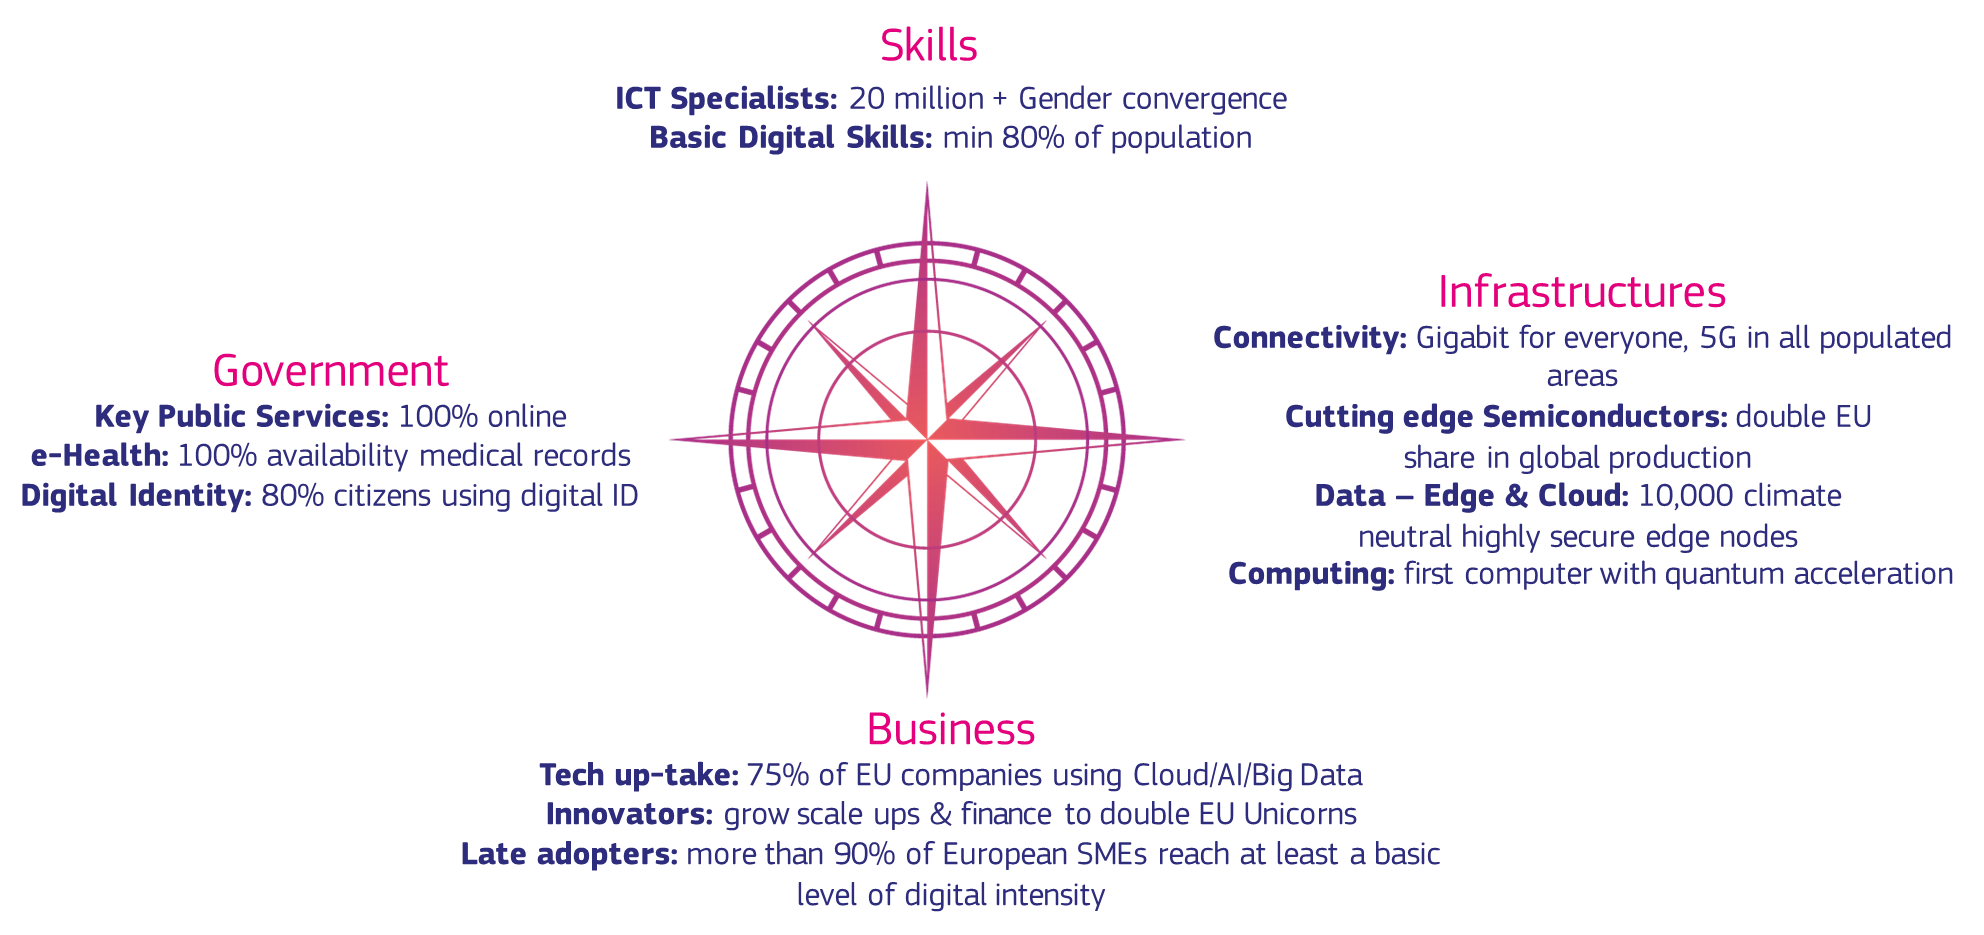 Skills
ICT Specialists: 20 million + Gender convergence
Basic Digital Skills: min 80% of population
Infrastructures
Connectivity: Gigabit for everyone, 5G in all populated
areas
Cutting edge Semiconductors: double EU
share in global production
Data – Edge & Cloud: 10,000 climate
neutral highly secure edge nodes
Computing: first computer with quantum acceleration
Government
Key Public Services: 100% online
e-Health: 100% availability medical records
Digital Identity: 80% citizens using digital ID
Business
Tech up-take: 75% of EU companies using Cloud/AI/Big Data
Innovators: grow scale ups & finance to double EU Unicorns
Late adopters: more than 90% of European SMEs reach at least a basic
level of digital intensity